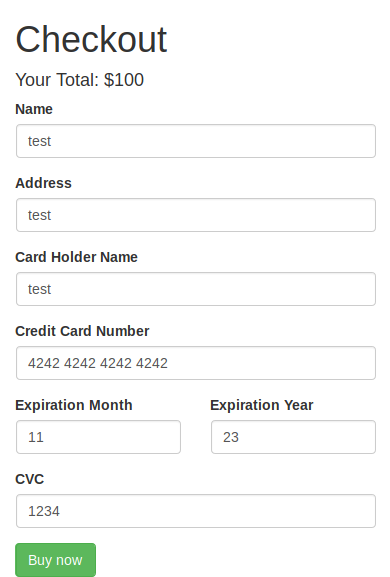 Checkout
Your Total: $100
Name
test
Address
test
Card Holder Name
test
Credit Card Number
4242 4242 4242 4242
Expiration Month Expiration Year
11 23
CVC
1234
Buy now